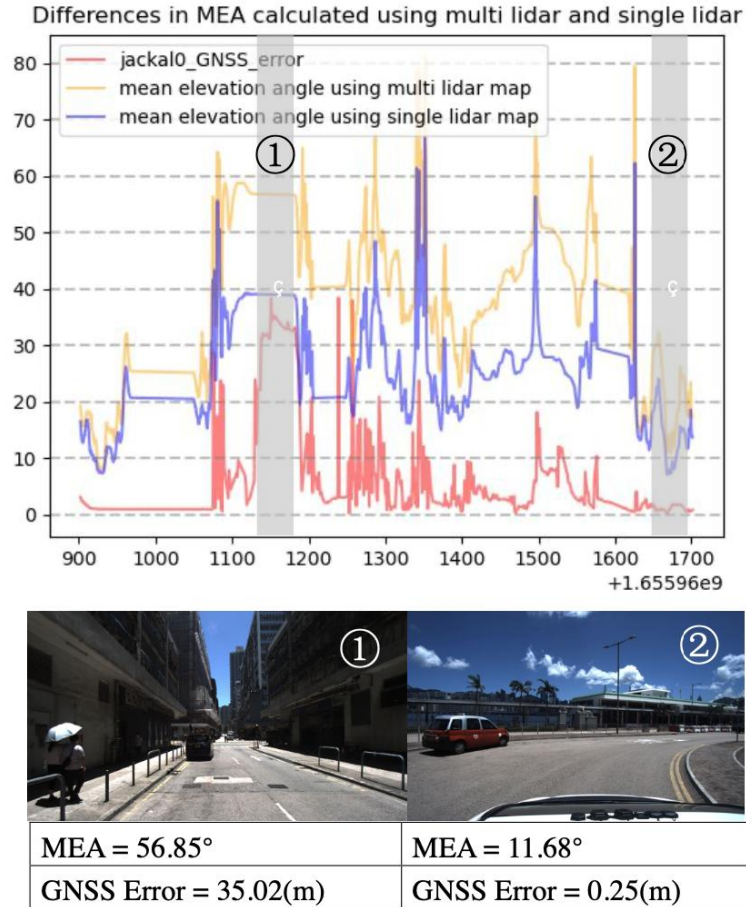 Differences in MEA calculated using multi lidar and single lidar
jackal0_GNSS_error
mean elevation angle using multi lidar map
mean elevation angle using single lidar map
80
70
60
50
40
30
20
10
0
①
②
ç
ç
900 1000 1100 1200 1300 1400 1500 1600 1700
+1.65596e9
①
②
MEA = 56.85°
MEA = 11.68°
GNSS Error = 35.02(m)
GNSS Error = 0.25(m)